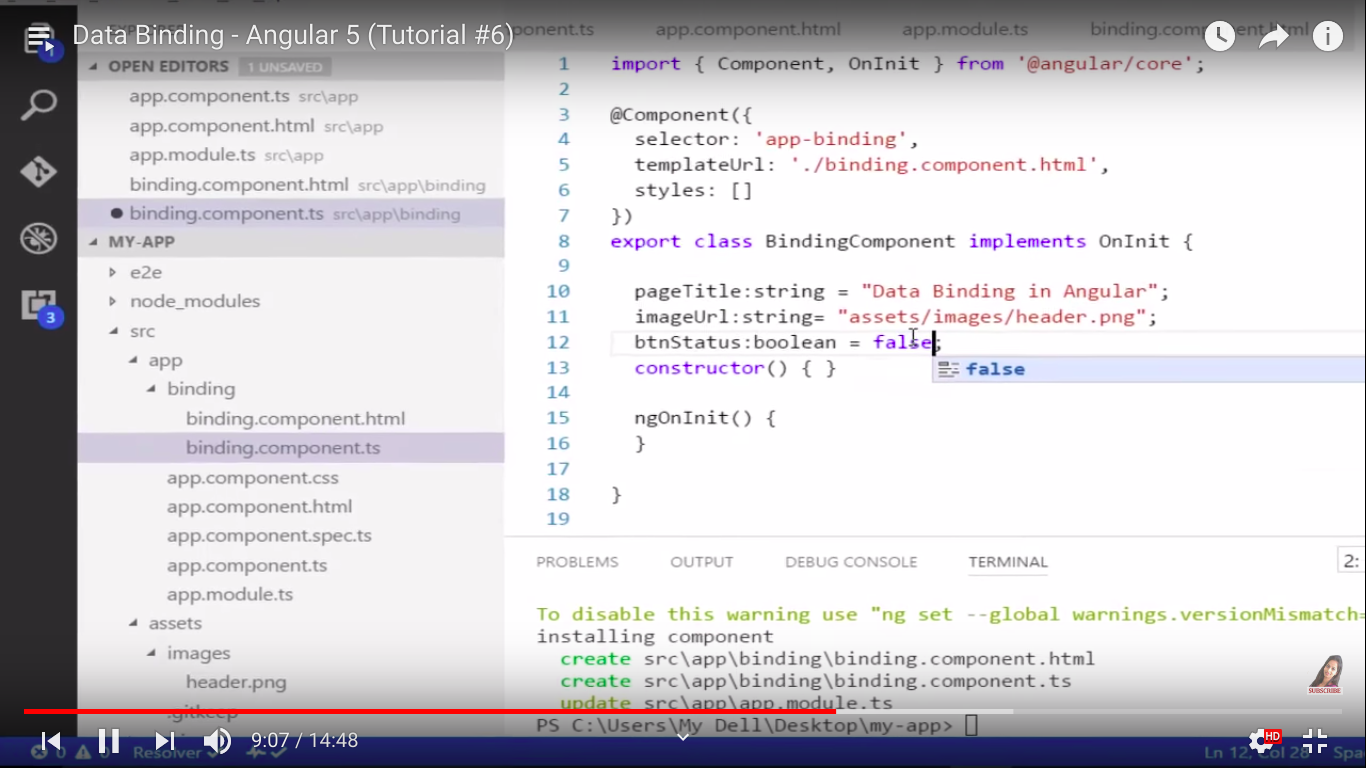 Data Binding - Angular 5 (Tutorial #6)
ponent.ts app.component.html app.module.ts binding.component.html
1
OPEN EDITORS 1 UNSAVED
app.component.ts src\app
app.component.html src\app
app.module.ts src\app
binding.component.html src\app\binding
binding.component.ts src\app\binding
MY-APP
e2e
node_modules
src
app
binding
binding.component.html
binding.component.ts
app.component.css
app.component.html
app.component.spec.ts
app.component.ts
app.module.ts
assets
images
header.png
.gitkeep
3
1 import { Component, OnInit } from '@angular/core';
2
3 @Component({
4 selector: 'app-binding',
5 templateUrl: './binding.component.html',
6 styles: []
7 })
8 export class BindingComponent implements OnInit {
9
10 pageTitle:string = "Data Binding in Angular";
11 imageUrl:string= "assets/images/header.png";
12 btnStatus:boolean = false;
13 constructor() { }
false
14
15 ngOnInit() {
16 }
17
18 }
19
PROBLEMS OUTPUT DEBUG CONSOLE TERMINAL 2:
To disable this warning use "ng set --global warnings.versionMismatch=
installing component
create src\app\binding\binding.component.html
create src\app\binding\binding.component.ts
update src\app\app.module.ts
PS C:\Users\My Dell\Desktop\my-app>
SUBSCRIBE
9:07 / 14:48
HD
0 0 Resolver
Ln 12, Col 28 Spa